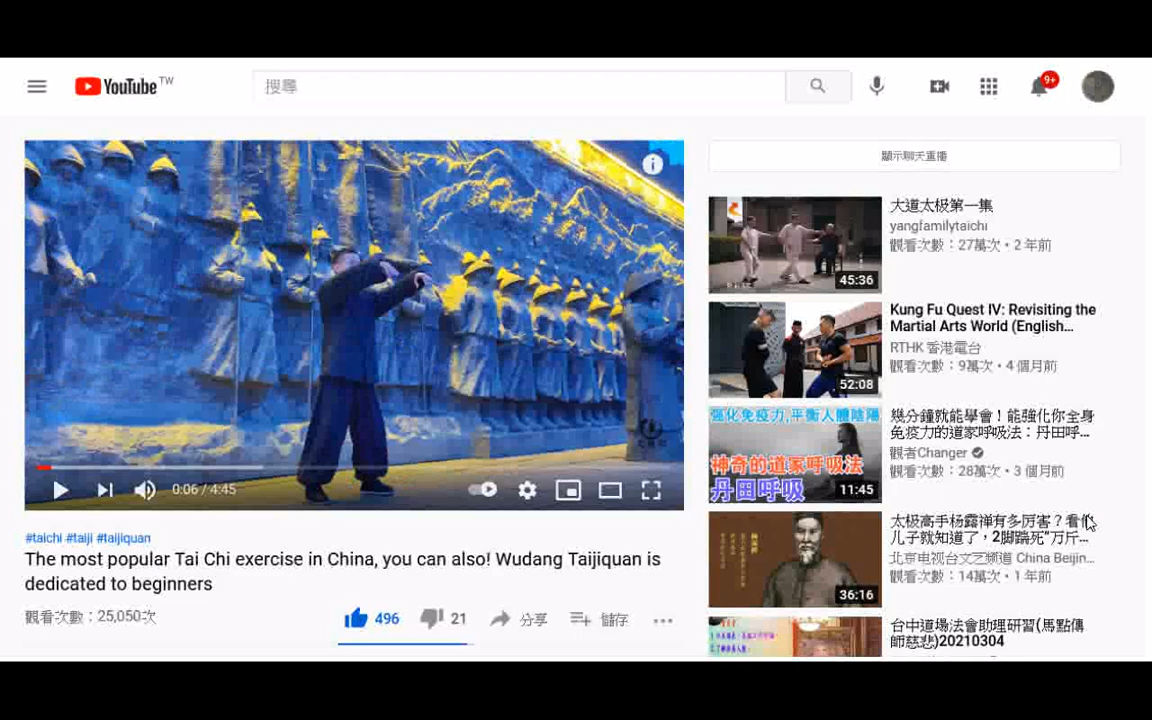 YouTube TW
搜尋
9+
0:06 / 4:45
#taichi #taiji #taijiquan
The most popular Tai Chi exercise in China, you can also! Wudang Taijiquan is
dedicated to beginners
觀看次數：25,050次
496
21
分享
儲存
顯示聊天重播
45:36
大道太极第一集
yangfamilytaichi
觀看次數：27萬次・2 年前
52:08
Kung Fu Quest IV: Revisiting the
Martial Arts World (English...
RTHK 香港電台
觀看次數：9萬次・4 個月前
强化免疫力,平衡人體陰陽
神奇的道家呼吸法
丹田呼吸
11:45
幾分鐘就能學會！能強化你全身
免疫力的道家呼吸法：丹田呼...
觀者Changer
觀看次數：28萬次・3 個月前
36:16
太极高手杨露禅有多厉害？看他
儿子就知道了，2脚踹死“万斤...
北京电视台文艺频道 China Beijin...
觀看次數：14萬次・1 年前
台中道場法會助理研習(馬點傳
師慈悲)20210304